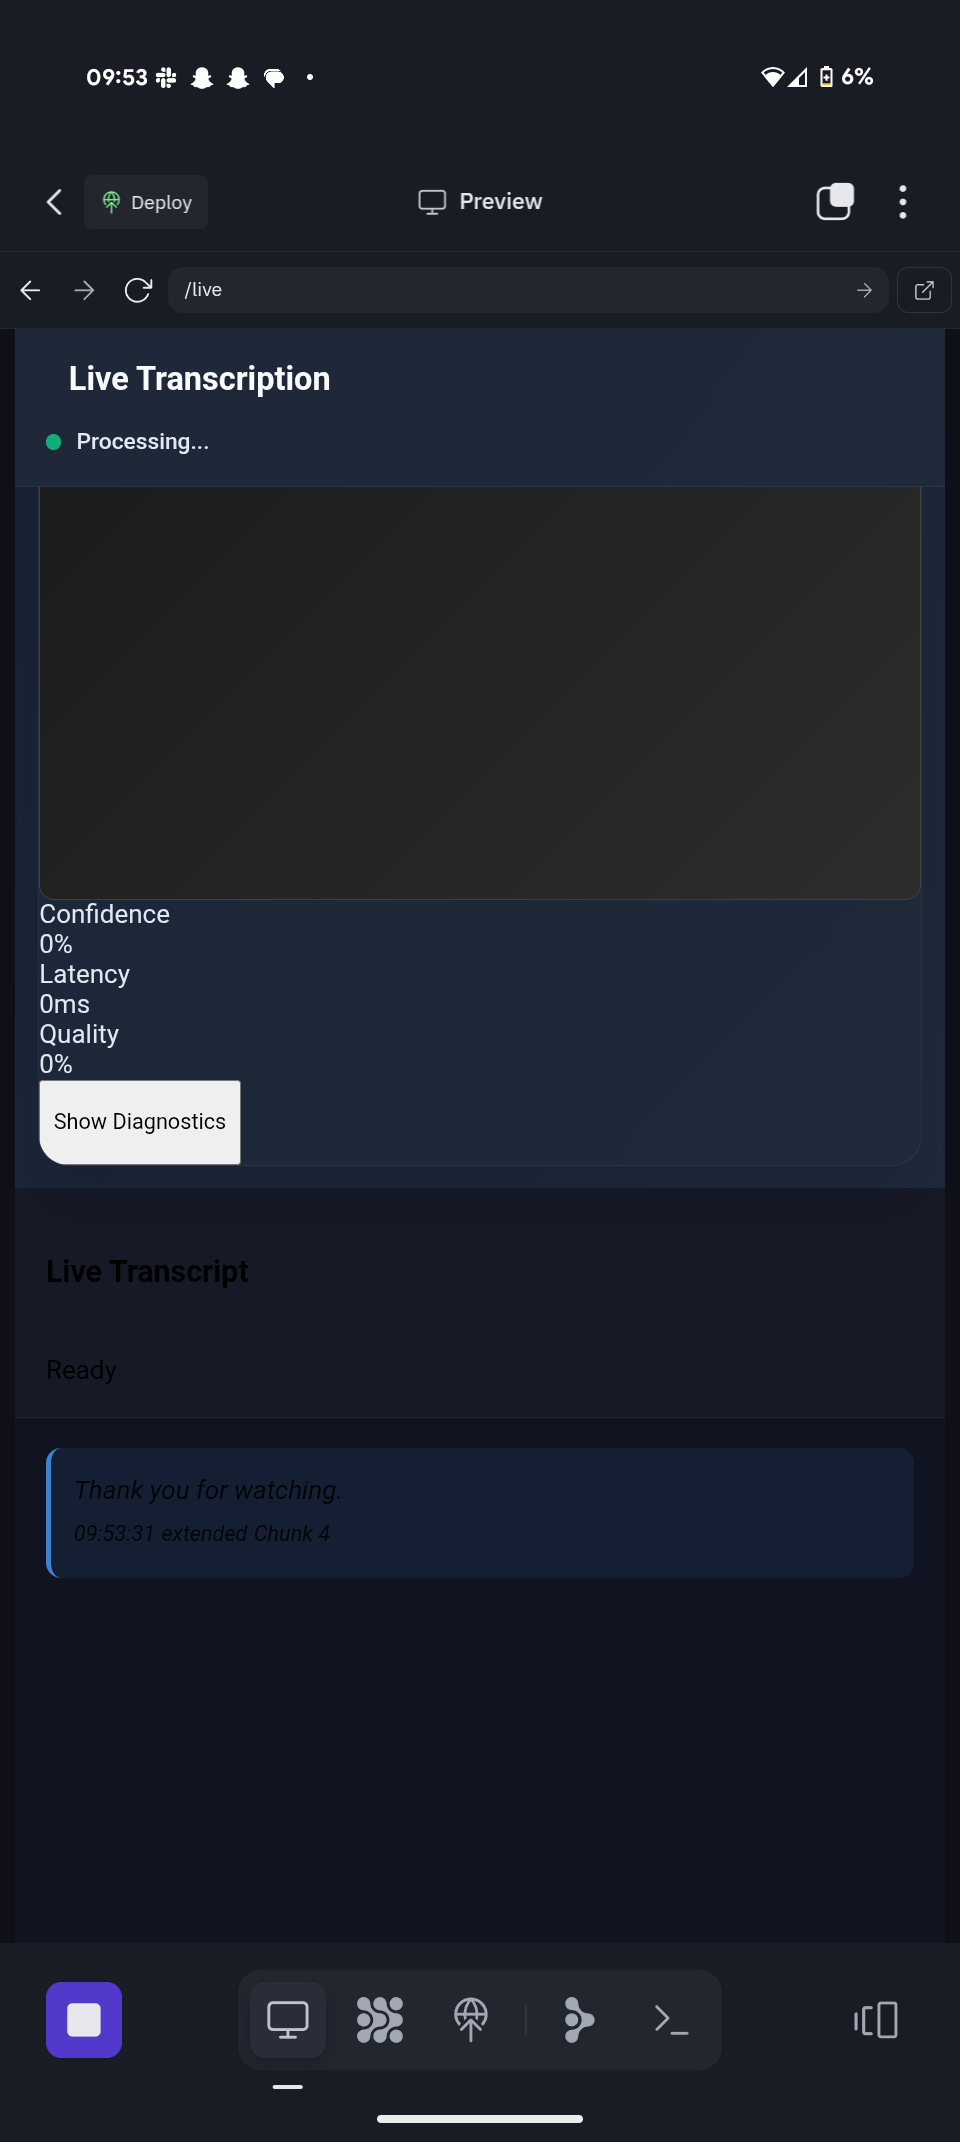 09:53
6%
Deploy
Preview
/live
Live Transcription
Processing...
Confidence
0%
Latency
0ms
Quality
0%
Show Diagnostics
Live Transcript
Ready
Thank you for watching.
09:53:31 extended Chunk 4